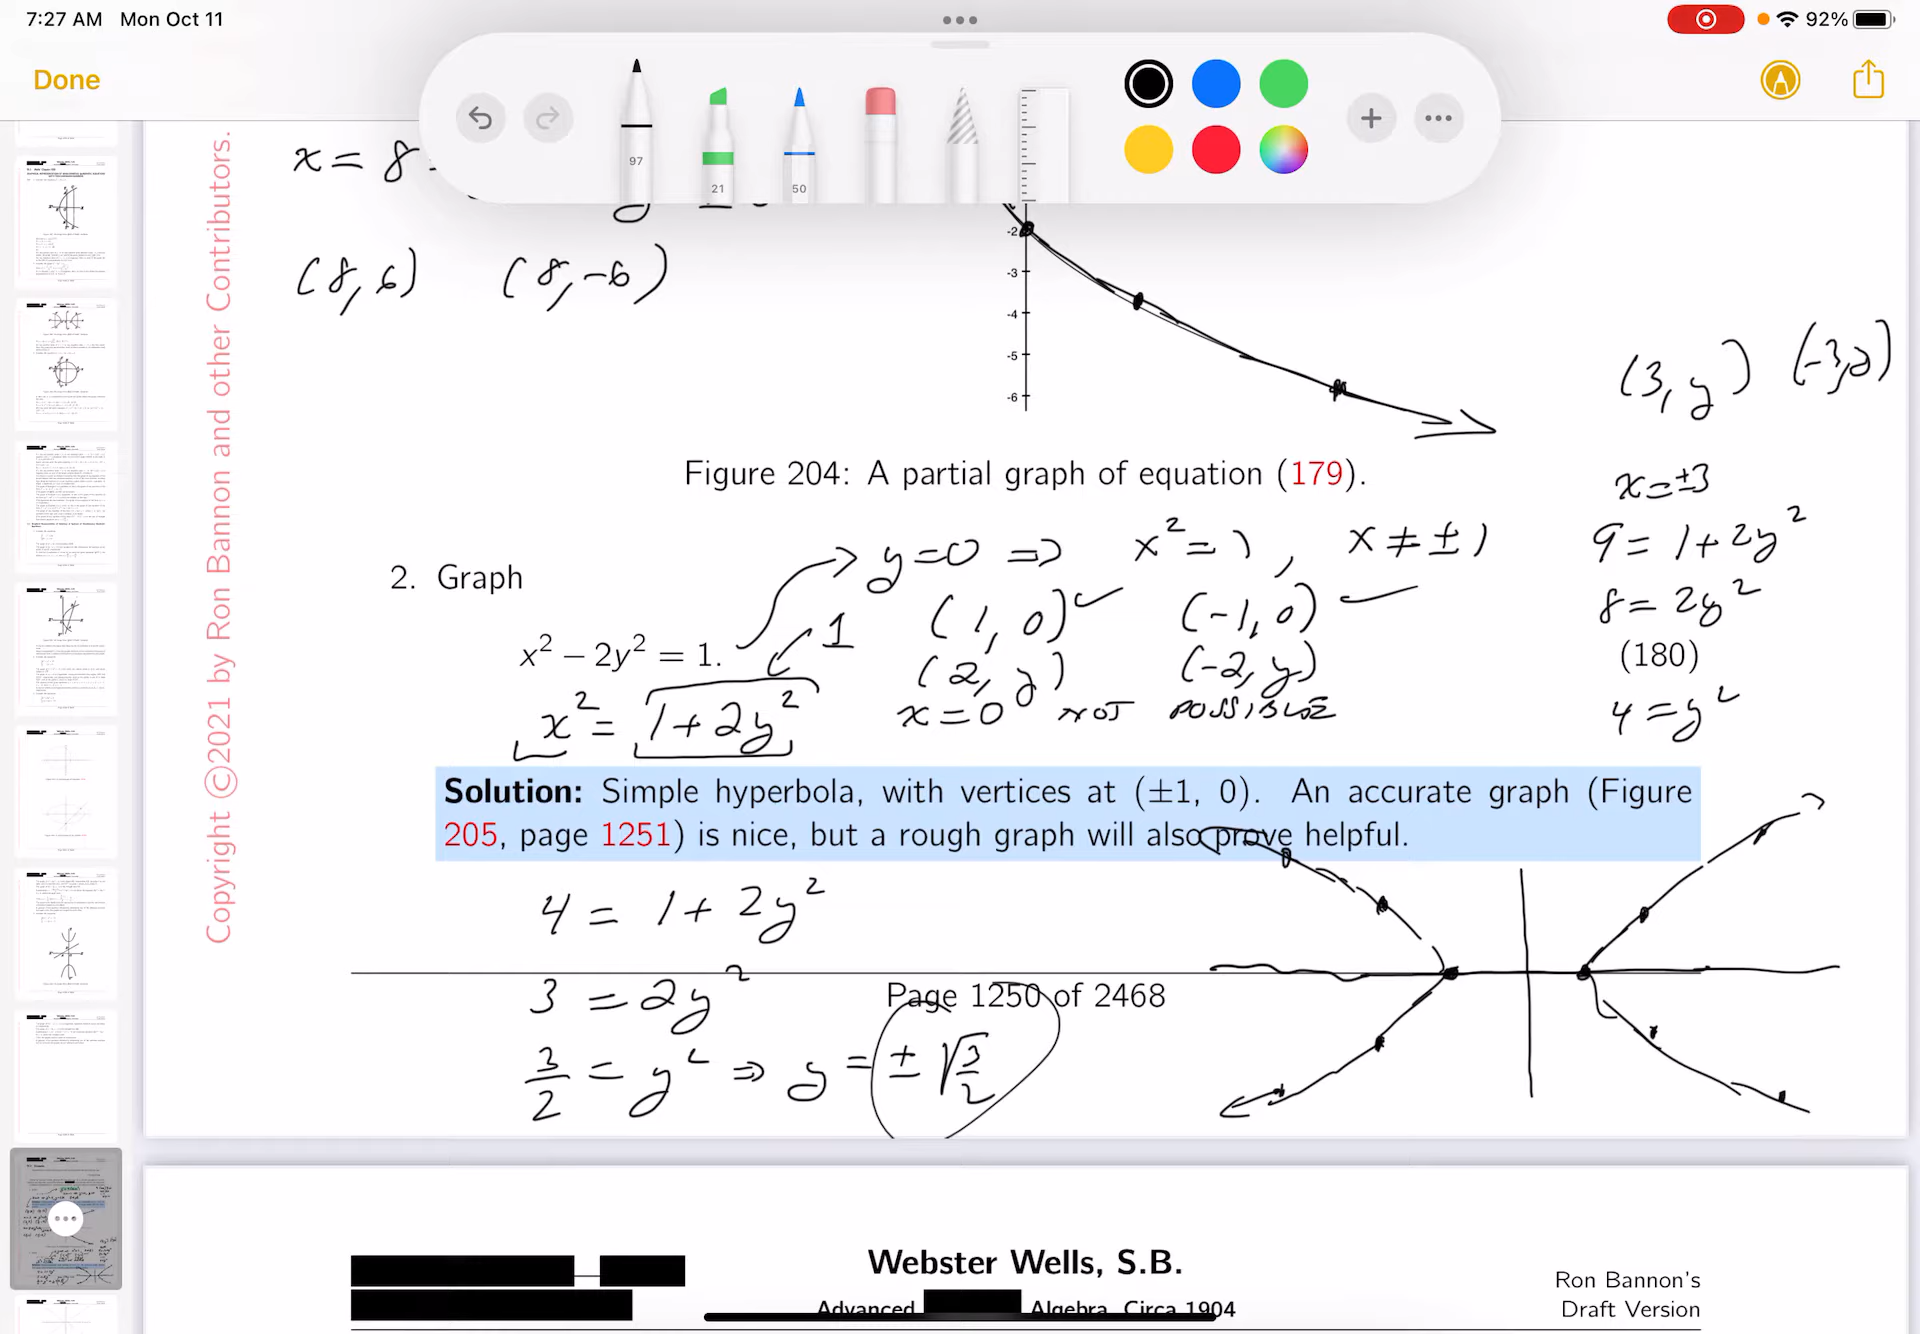 7:27 AM Mon Oct 11
92%
Done
97
21
50
x = 8
(8, 6) (8, -6)
-2
-3
-4
-5
-6
(3, y) (-3, y)
Figure 204: A partial graph of equation (179).
x = ±3
9 = 1 + 2y²
8 = 2y²
4 = y²
y = 0 ⇒ x² = 1, x ≠ ±1
2. Graph
(1, 0) ✓ (-1, 0) ✓
1
x² − 2y² = 1.
(180)
(2, y) (-2, y)
x² = 1 + 2y²
x = 0 NOT POSSIBLE
Solution: Simple hyperbola, with vertices at (±1, 0). An accurate graph (Figure
205, page 1251) is nice, but a rough graph will also prove helpful.
4 = 1 + 2y²
3 = 2y²
Page 1250 of 2468
3/2 = y² ⇒ y = ± √3/2
Copyright ©2021 by Ron Bannon and other Contributors.
Webster Wells, S.B.
Advanced Algebra, Circa 1904
Ron Bannon's
Draft Version